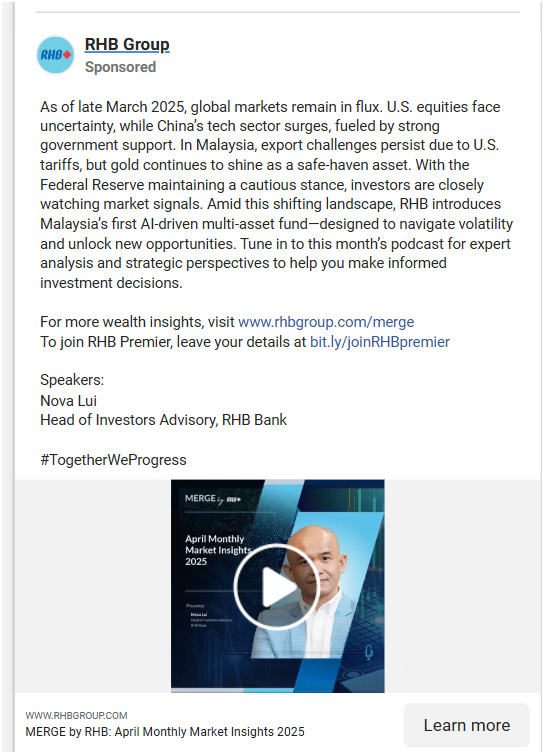 RHB
RHB Group
Sponsored
As of late March 2025, global markets remain in flux. U.S. equities face
uncertainty, while China's tech sector surges, fueled by strong
government support. In Malaysia, export challenges persist due to U.S.
tariffs, but gold continues to shine as a safe-haven asset. With the
Federal Reserve maintaining a cautious stance, investors are closely
watching market signals. Amid this shifting landscape, RHB introduces
Malaysia's first AI-driven multi-asset fund—designed to navigate volatility
and unlock new opportunities. Tune in to this month's podcast for expert
analysis and strategic perspectives to help you make informed
investment decisions.
For more wealth insights, visit www.rhbgroup.com/merge
To join RHB Premier, leave your details at bit.ly/joinRHBpremier
Speakers:
Nova Lui
Head of Investors Advisory, RHB Bank
#TogetherWeProgress
MERGE by RHB
April Monthly
Market Insights
2025
Presenter
Nova Lui
Head of Investors Advisory,
RHB Bank
WWW.RHBGROUP.COM
MERGE by RHB: April Monthly Market Insights 2025
Learn more